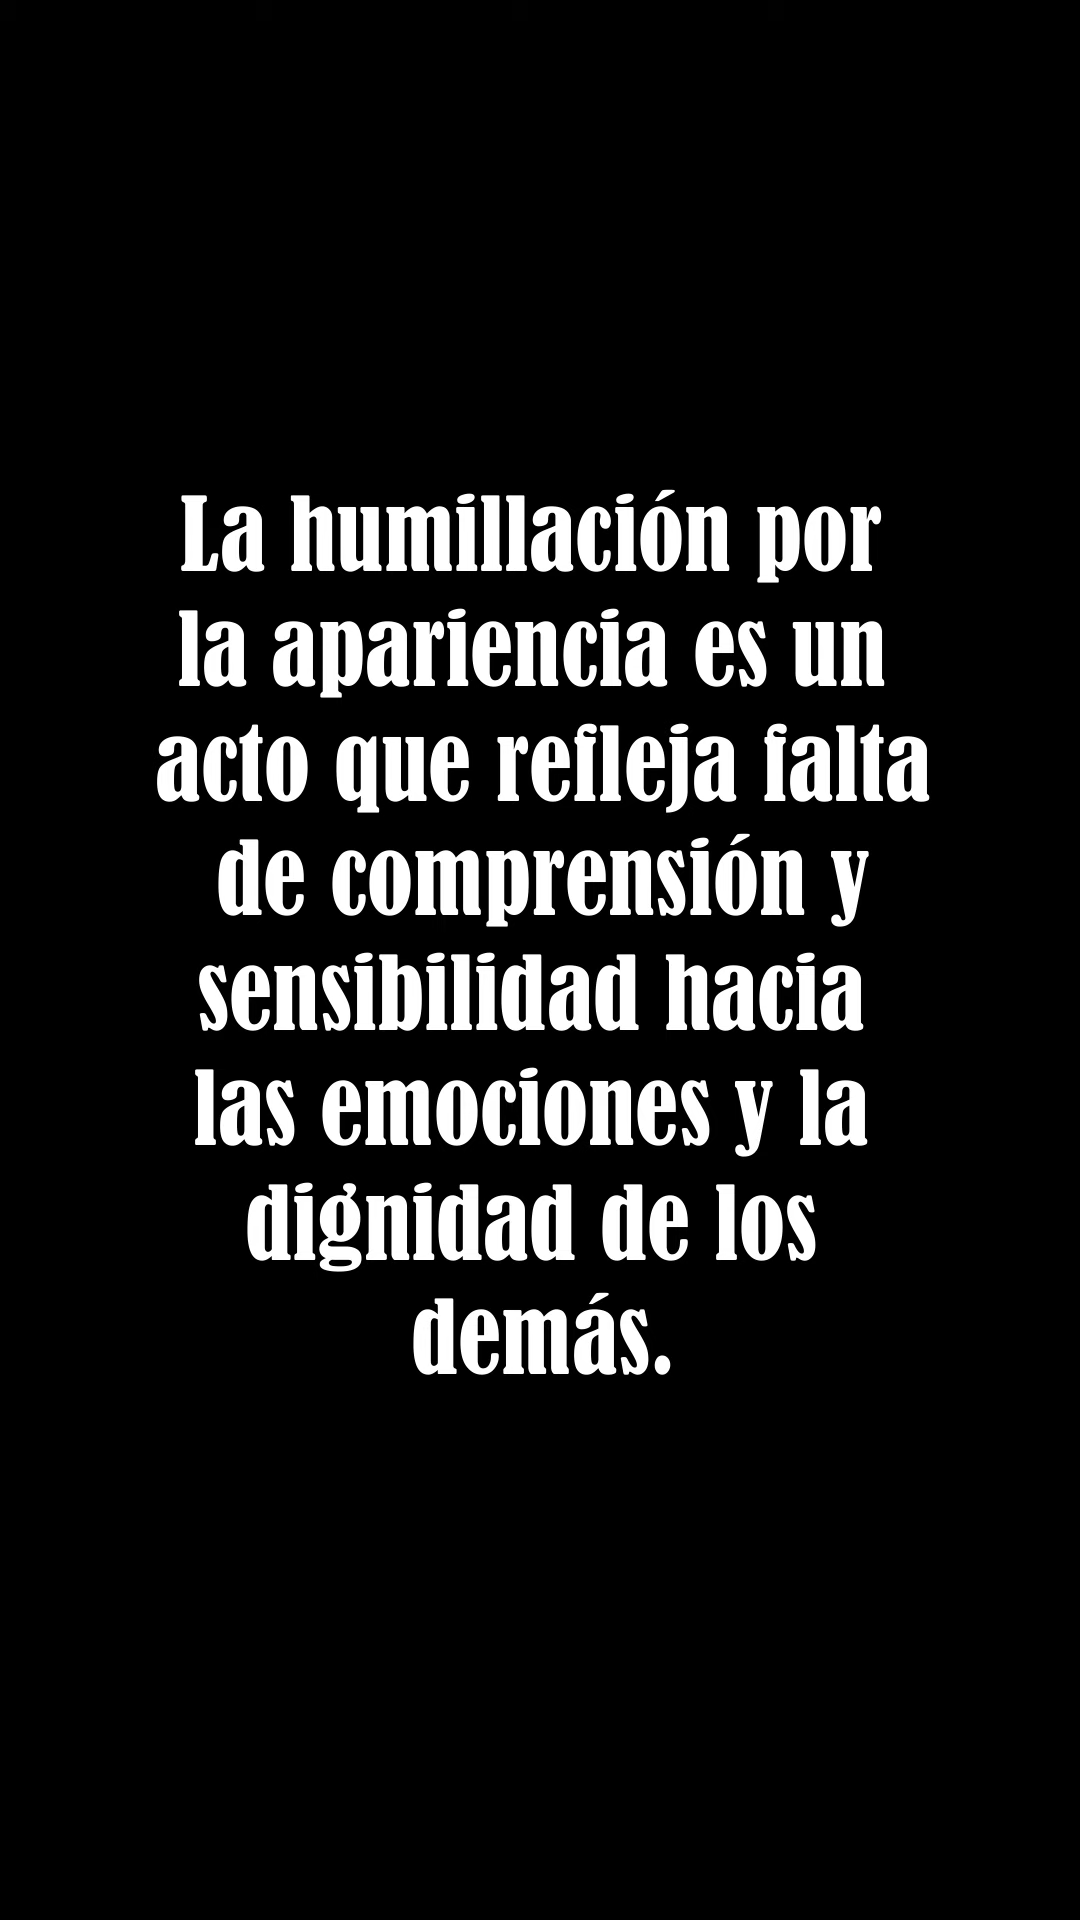 La humillación por
la apariencia es un
acto que refleja falta
de comprensión y
sensibilidad hacia
las emociones y la
dignidad de los
demás.